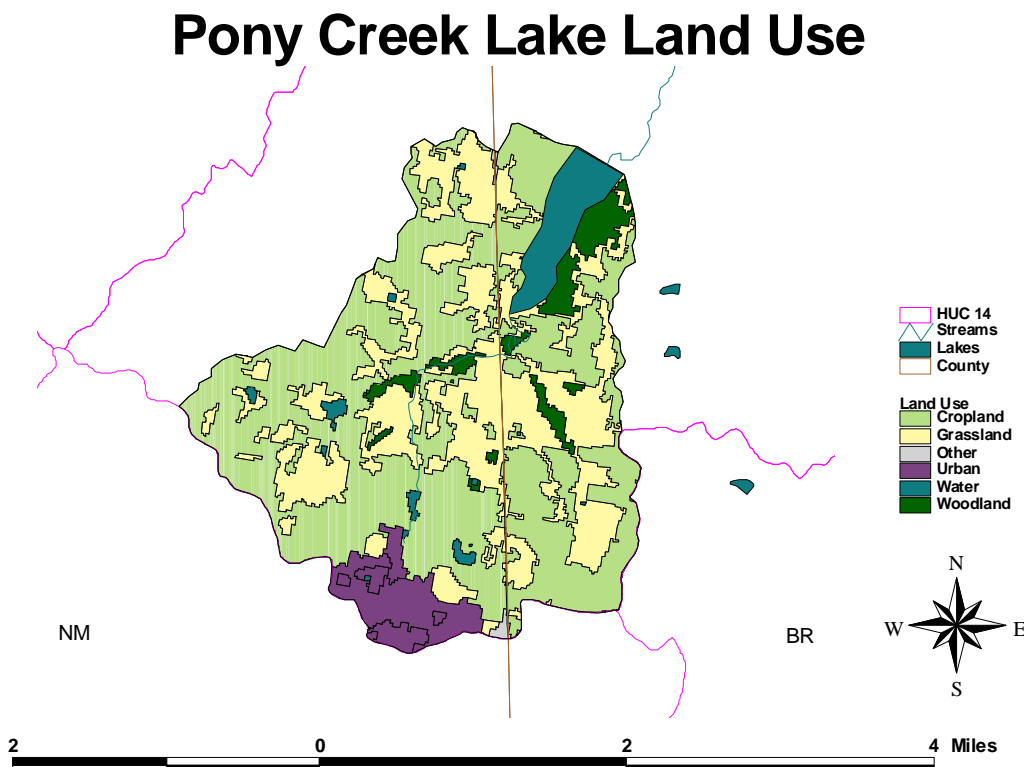 Pony Creek Lake Land Use
HUC 14
Streams
Lakes
County
Land Use
Cropland
Grassland
Other
Urban
Water
Woodland
N
W E
S
NM
BR
2 0 2 4 Miles